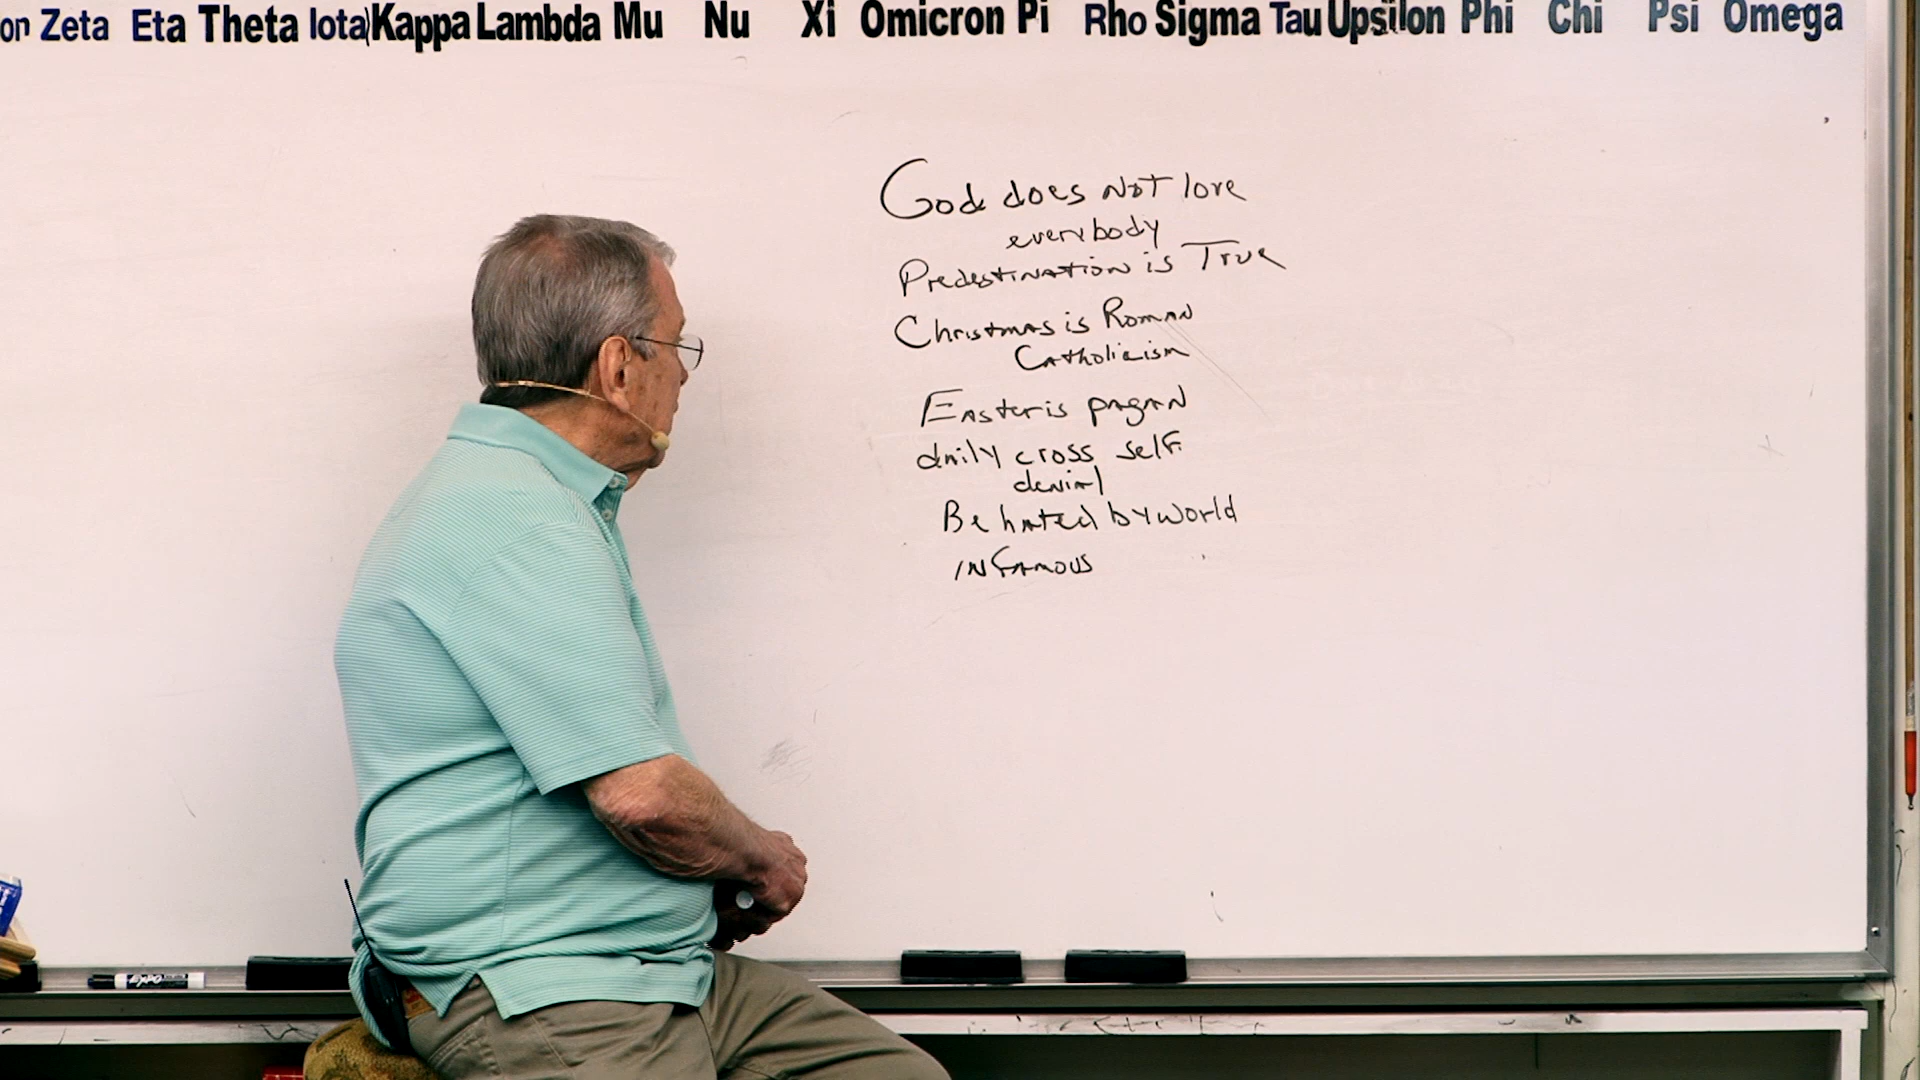 on Zeta Eta Theta Iota Kappa Lambda Mu Nu Xi Omicron Pi Rho Sigma Tau Upsilon Phi Chi Psi Omega
God does Not love
everybody
Predestination is True
Christmas is Roman
Catholicism
Easter is pagan
daily cross self
denial
Be hated by world
infamous